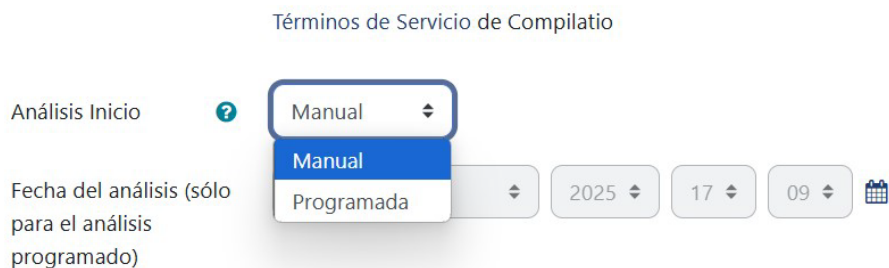 Términos de Servicio de Compilatio
Análisis Inicio
Manual
Manual
Programada
Fecha del análisis (sólo
para el análisis
programado)
2025 17 09